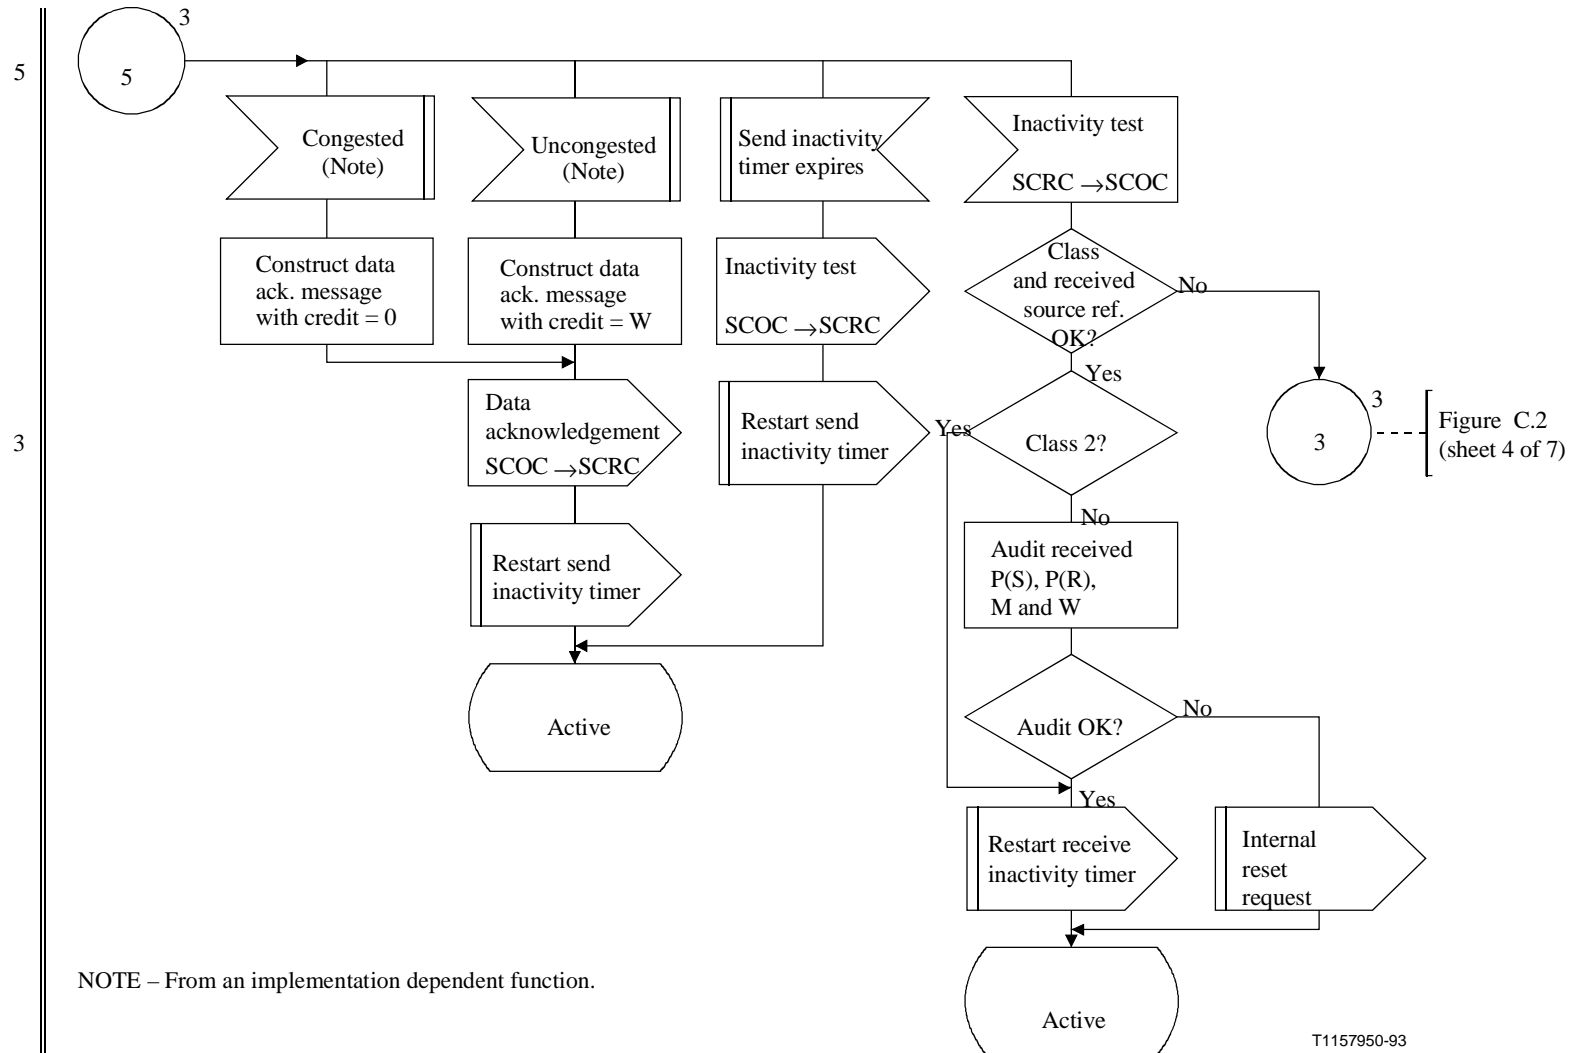 3
5
5
Congested
(Note)
Uncongested
(Note)
Send inactivity
timer expires
Inactivity test
SCRC →SCOC
Construct data
ack. message
with credit = 0
Construct data
ack. message
with credit = W
Inactivity test
SCOC →SCRC
Class
and received
source ref.
OK?
No
Yes
Data
acknowledgement
SCOC →SCRC
Restart send
inactivity timer
Yes
Class 2?
3
3
Figure C.2
(sheet 4 of 7)
3
No
Restart send
inactivity timer
Audit received
P(S), P(R),
M and W
Active
Audit OK?
No
Yes
Restart receive
inactivity timer
Internal
reset
request
NOTE – From an implementation dependent function.
Active
T1157950-93